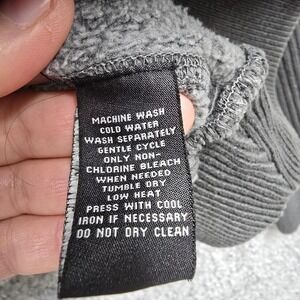 MACHINE WASH
COLD WATER
WASH SEPARATELY
GENTLE CYCLE
ONLY NON-
CHLORINE BLEACH
WHEN NEEDED
TUMBLE DRY
LOW HEAT
PRESS WITH COOL
IRON IF NECESSARY
DO NOT DRY CLEAN